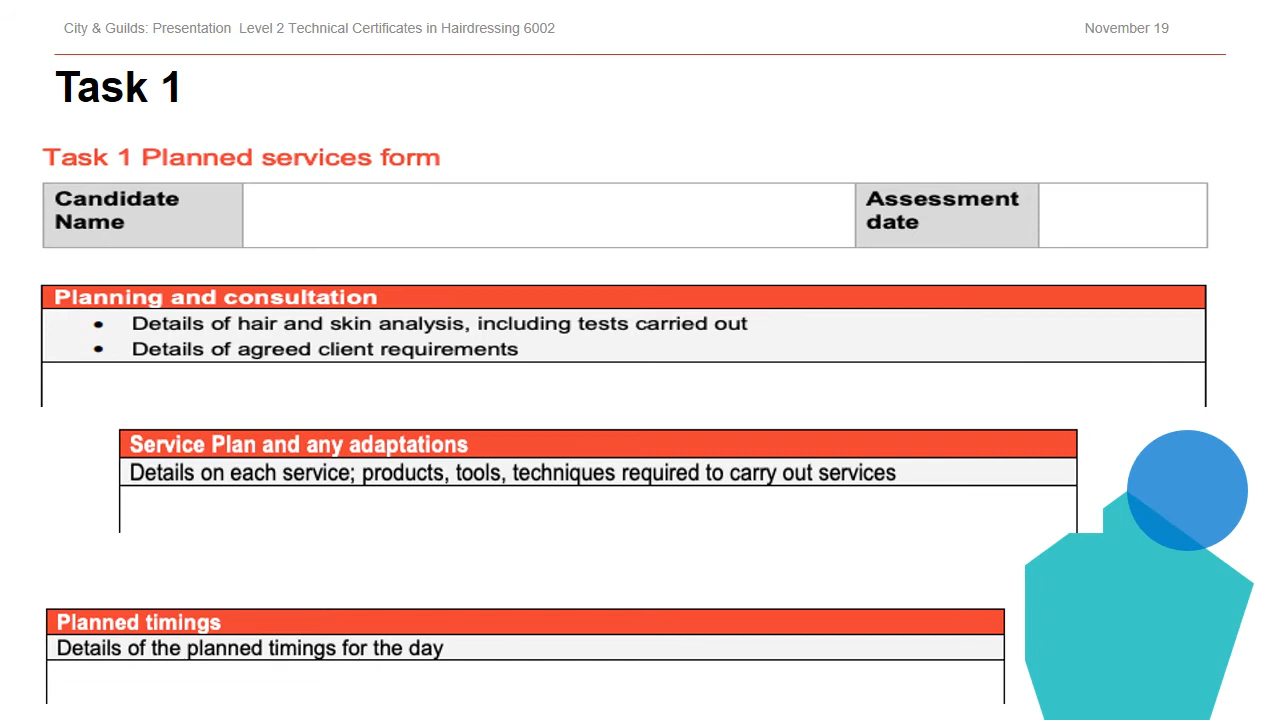 City & Guilds: Presentation  Level 2 Technical Certificates in Hairdressing 6002
November 19
Task 1
Task 1 Planned services form
Candidate
Name
Assessment
date
Planning and consultation
• Details of hair and skin analysis, including tests carried out
• Details of agreed client requirements
Service Plan and any adaptations
Details on each service; products, tools, techniques required to carry out services
Planned timings
Details of the planned timings for the day